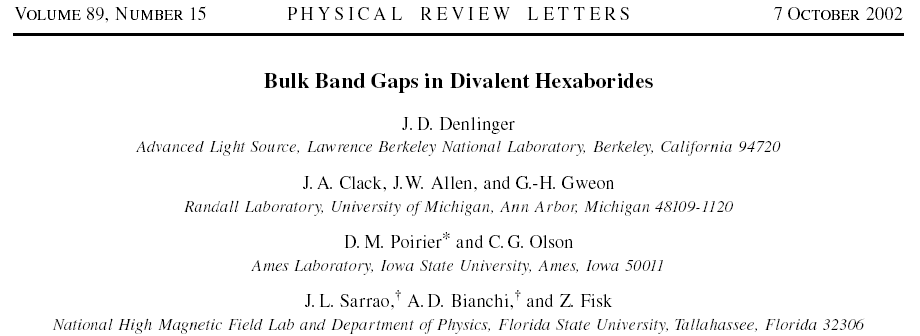 VOLUME 89, NUMBER 15 PHYSICAL REVIEW LETTERS 7 OCTOBER 2002
Bulk Band Gaps in Divalent Hexaborides
J. D. Denlinger
Advanced Light Source, Lawrence Berkeley National Laboratory, Berkeley, California 94720
J. A. Clack, J.W. Allen, and G.-H. Gweon
Randall Laboratory, University of Michigan, Ann Arbor, Michigan 48109-1120
D. M. Poirier* and C. G. Olson
Ames Laboratory, Iowa State University, Ames, Iowa 50011
J. L. Sarrao,† A. D. Bianchi,† and Z. Fisk
National High Magnetic Field Lab and Department of Physics, Florida State University, Tallahassee, Florida 32306